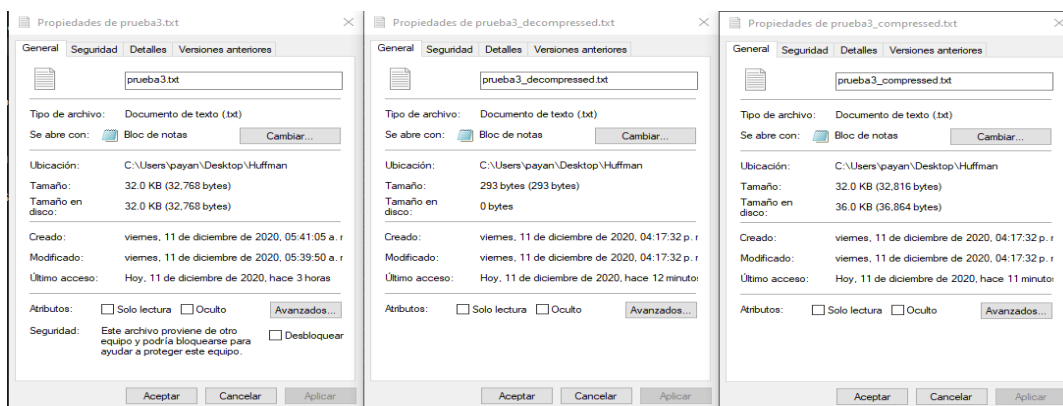 Propiedades de prueba3.txt
General Seguridad Detalles Versiones anteriores
prueba3.txt
Tipo de archivo: Documento de texto (.txt)
Se abre con: Bloc de notas Cambiar...
Ubicación: C:\Users\payan\Desktop\Huffman
Tamaño: 32.0 KB (32,768 bytes)
Tamaño en disco: 32.0 KB (32,768 bytes)
Creado: viernes, 11 de diciembre de 2020, 05:41:05 a. r
Modificado: viernes, 11 de diciembre de 2020, 05:39:50 a. r
Último acceso: Hoy, 11 de diciembre de 2020, hace 3 horas
Atributos: Solo lectura Oculto Avanzados...
Seguridad: Este archivo proviene de otro
equipo y podría bloquearse para
ayudar a proteger este equipo.
Desbloquear
Aceptar Cancelar Aplicar
Propiedades de prueba3_decompressed.txt
General Seguridad Detalles Versiones anteriores
prueba3_decompressed.txt
Tipo de archivo: Documento de texto (.txt)
Se abre con: Bloc de notas Cambiar...
Ubicación: C:\Users\payan\Desktop\Huffman
Tamaño: 293 bytes (293 bytes)
Tamaño en disco: 0 bytes
Creado: viernes, 11 de diciembre de 2020, 04:17:32 p. r
Modificado: viernes, 11 de diciembre de 2020, 04:17:32 p. r
Último acceso: Hoy, 11 de diciembre de 2020, hace 12 minutos
Atributos: Solo lectura Oculto Avanzados...
Aceptar Cancelar Aplicar
Propiedades de prueba3_compressed.txt
General Seguridad Detalles Versiones anteriores
prueba3_compressed.txt
Tipo de archivo: Documento de texto (.txt)
Se abre con: Bloc de notas Cambiar...
Ubicación: C:\Users\payan\Desktop\Huffman
Tamaño: 32.0 KB (32,816 bytes)
Tamaño en disco: 36.0 KB (36,864 bytes)
Creado: viernes, 11 de diciembre de 2020, 04:17:32 p. r
Modificado: viernes, 11 de diciembre de 2020, 04:17:32 p. r
Último acceso: Hoy, 11 de diciembre de 2020, hace 11 minutos
Atributos: Solo lectura Oculto Avanzados...
Aceptar Cancelar Aplicar